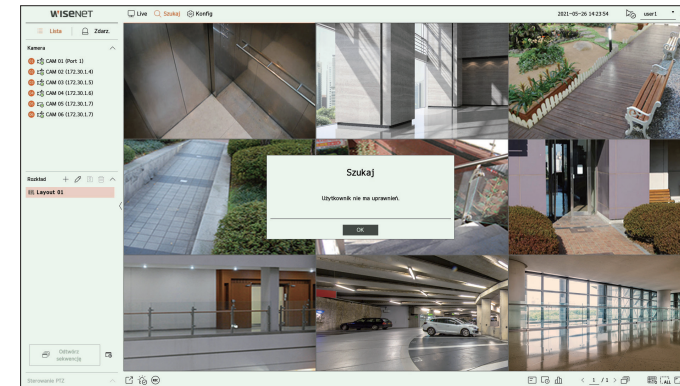 WISENET
Live Szukaj Konfig
2021-05-26 14:23:54 user1
Lista Zdarz.
Kamera
CAM 01 (Port 1)
CAM 02 (172.30.1.4)
CAM 03 (172.30.1.5)
CAM 04 (172.30.1.6)
CAM 05 (172.30.1.7)
CAM 06 (172.30.1.7)
Rozkład
Layout 01
Szukaj
Użytkownik nie ma uprawnień.
OK
Odtwórz
sekwencję
Sterowanie PTZ
< 1 / 1 >
ALL